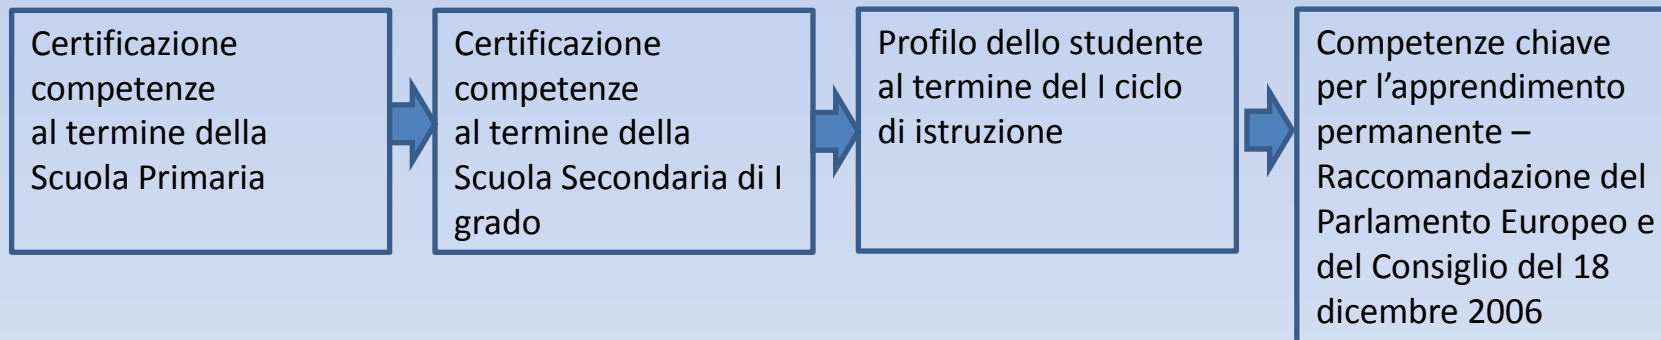 Certificazione
competenze
al termine della
Scuola Primaria
Certificazione
competenze
al termine della
Scuola Secondaria di I
grado
Profilo dello studente
al termine del I ciclo
di istruzione
Competenze chiave
per l’apprendimento
permanente –
Raccomandazione del
Parlamento Europeo e
del Consiglio del 18
dicembre 2006